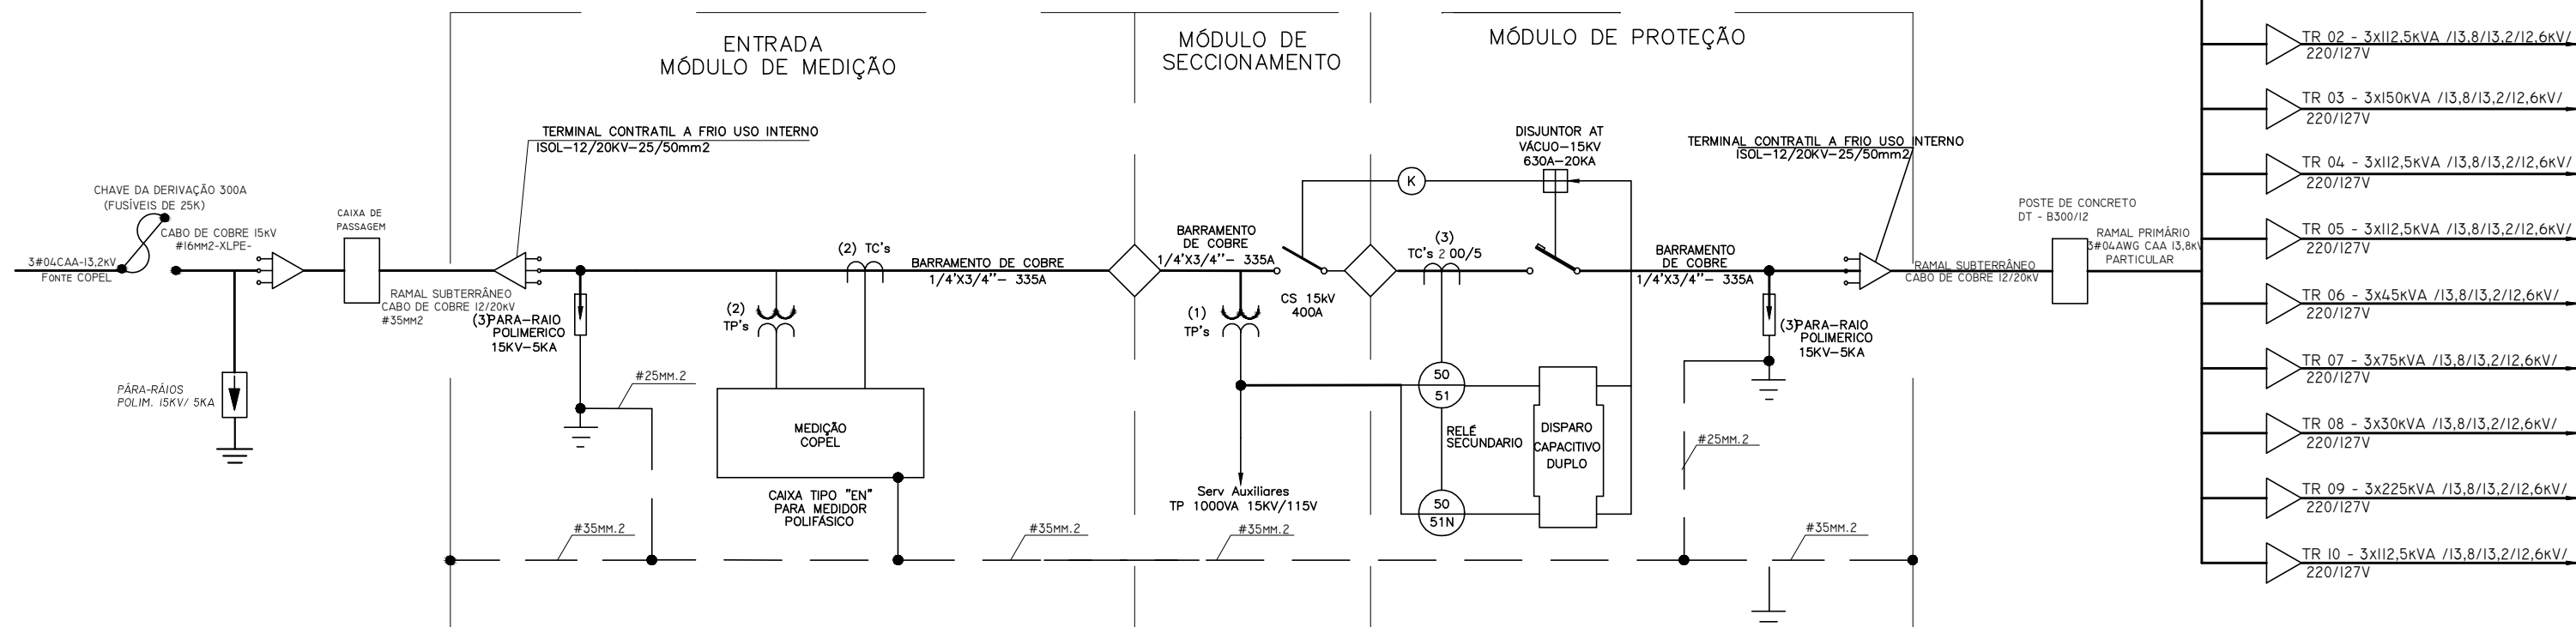 ENTRADA
MÓDULO DE MEDIÇÃO
MÓDULO DE
SECCIONAMENTO
MÓDULO DE PROTEÇÃO
CHAVE DA DERIVAÇÃO 300A
(FUSÍVEIS DE 25K)
3#04CAA-13,2KV
FONTE COPEL
CABO DE COBRE 15KV
#16MM2-XLPE-
PÁRA-RÁIOS
POLIM. 15KV/ 5KA
CAIXA DE
PASSAGEM
RAMAL SUBTERRÂNEO
CABO DE COBRE 12/20KV
#35MM2
TERMINAL CONTRATIL A FRIO USO INTERNO
ISOL-12/20KV-25/50mm2
(3)PARA-RAIO
POLIMERICO
15KV-5KA
#25MM.2
#35MM.2
(2)
TP's
(2) TC's
MEDIÇÃO
COPEL
CAIXA TIPO "EN"
PARA MEDIDOR
POLIFÁSICO
BARRAMENTO DE COBRE
1/4'X3/4''- 335A
#35MM.2
BARRAMENTO
DE COBRE
1/4'X3/4''- 335A
(1)
TP's
CS 15kV
400A
Serv Auxiliares
TP 1000VA 15KV/115V
#35MM.2
K
(3)
TC's 2 00/5
DISJUNTOR AT
VÁCUO-15KV
630A-20KA
50
51
RELÉ
SECUNDARIO
50
51N
DISPARO
CAPACITIVO
DUPLO
BARRAMENTO
DE COBRE
1/4'X3/4''- 335A
TERMINAL CONTRATIL A FRIO USO INTERNO
ISOL-12/20KV-25/50mm2
(3)PARA-RAIO
POLIMERICO
15KV-5KA
#25MM.2
#35MM.2
RAMAL SUBTERRÂNEO
CABO DE COBRE 12/20KV
POSTE DE CONCRETO
DT - B300/12
RAMAL PRIMÁRIO
3#04AWG CAA 13,8KV
PARTICULAR
TR 02 - 3x112,5KVA /13,8/13,2/12,6KV/
220/127V
TR 03 - 3x150KVA /13,8/13,2/12,6KV/
220/127V
TR 04 - 3x112,5KVA /13,8/13,2/12,6KV/
220/127V
TR 05 - 3x112,5KVA /13,8/13,2/12,6KV/
220/127V
TR 06 - 3x45KVA /13,8/13,2/12,6KV/
220/127V
TR 07 - 3x75KVA /13,8/13,2/12,6KV/
220/127V
TR 08 - 3x30KVA /13,8/13,2/12,6KV/
220/127V
TR 09 - 3x225KVA /13,8/13,2/12,6KV/
220/127V
TR 10 - 3x112,5KVA /13,8/13,2/12,6KV/
220/127V